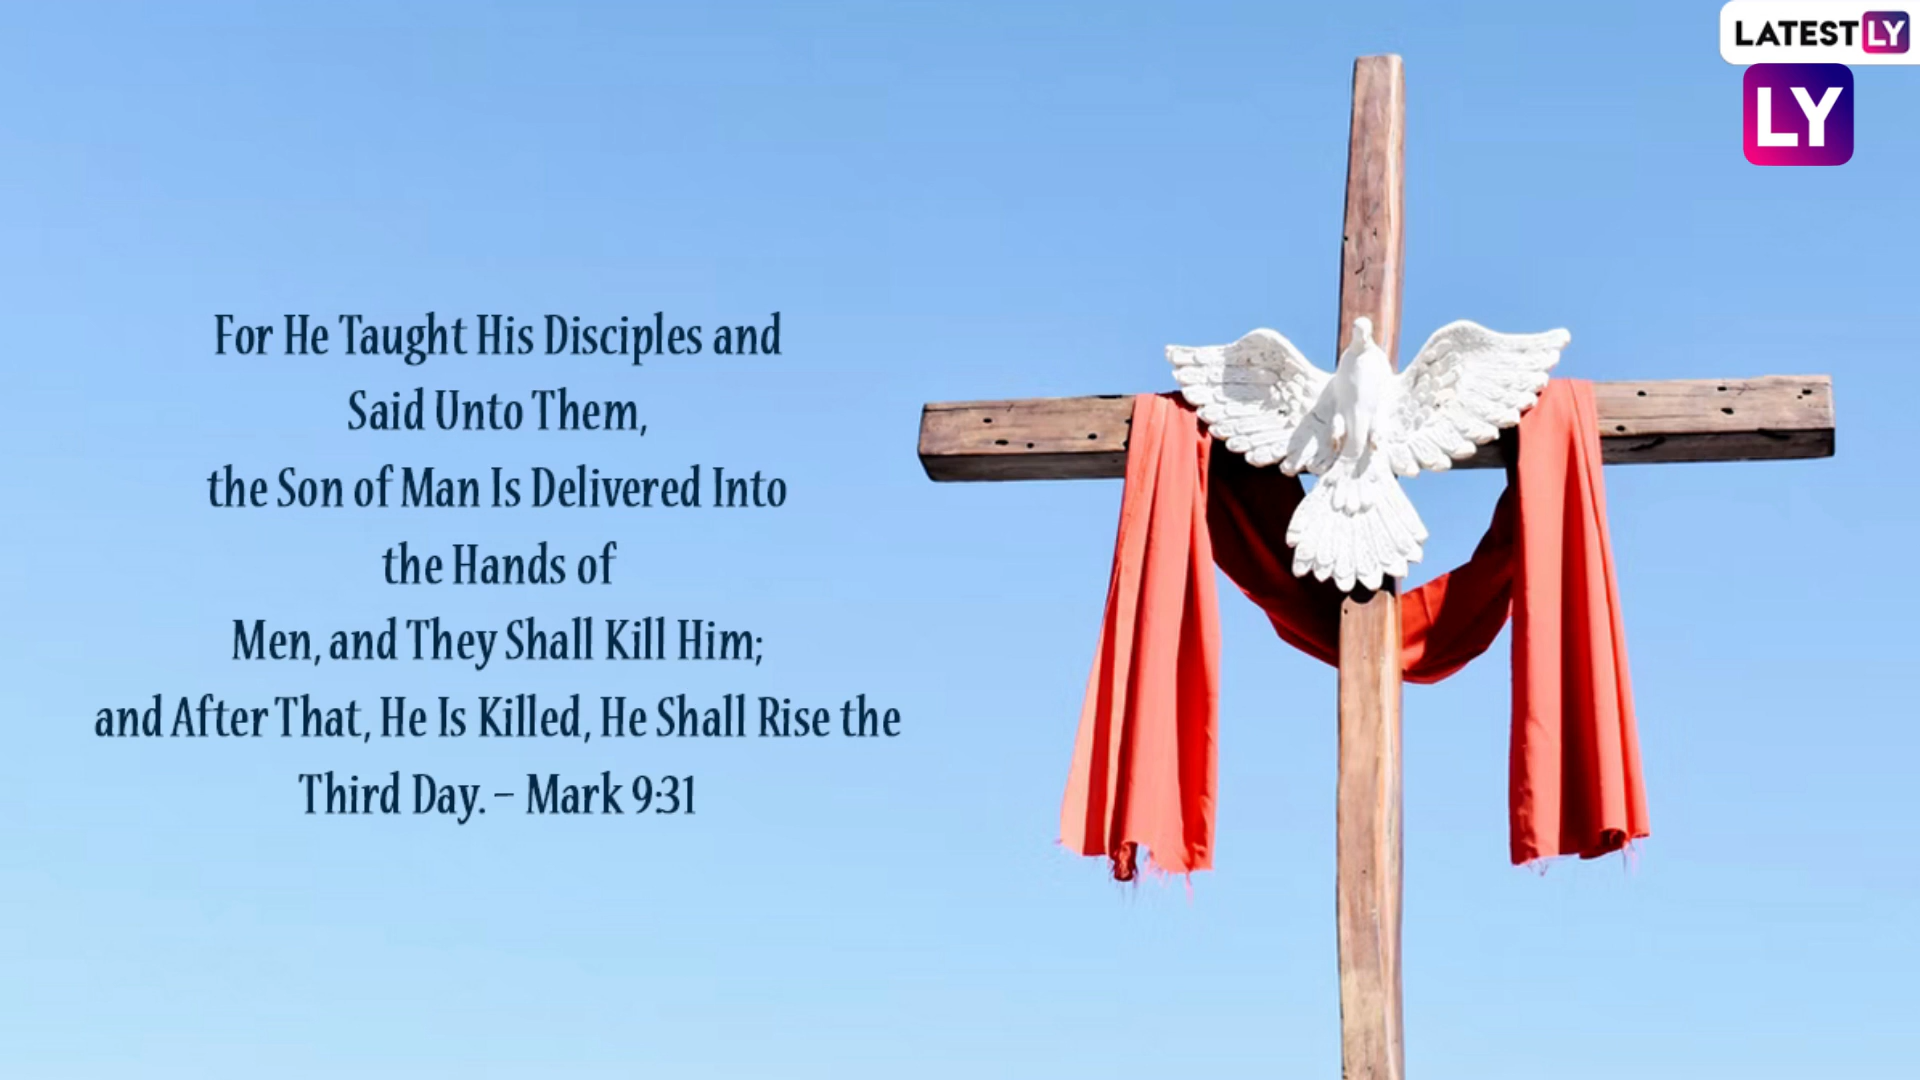 LATESTLY
LY
For He Taught His Disciples and
Said Unto Them,
the Son of Man Is Delivered Into
the Hands of
Men, and They Shall Kill Him;
and After That, He Is Killed, He Shall Rise the
Third Day. – Mark 9:31